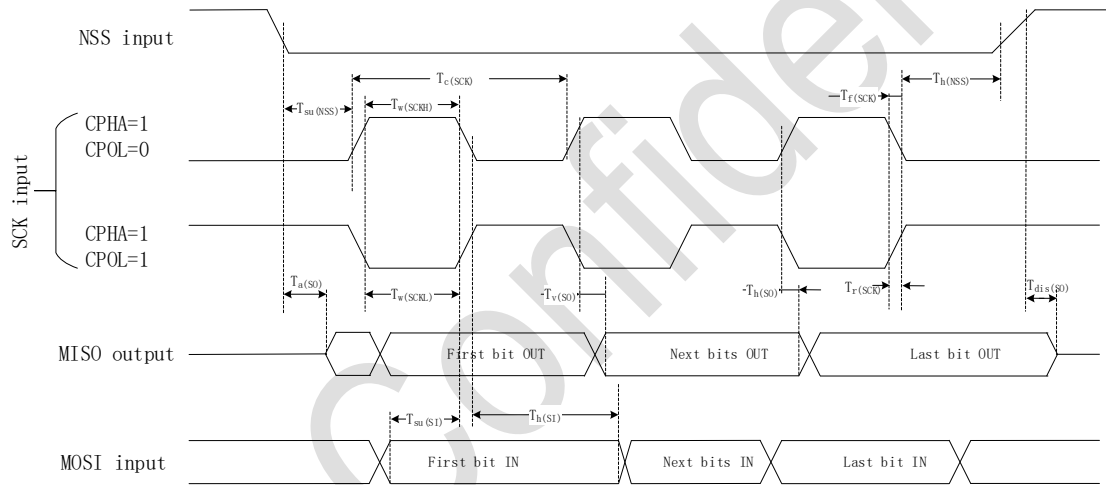 NSS input
Tc(SCK)
Th(NSS)
Tsu(NSS)
Tw(SCKH)
Tf(SCK)
SCK input
CPHA=1
CPOL=0
CPHA=1
CPOL=1
Ta(SO)
Tw(SCKL)
Tv(SO)
Th(SO)
Tr(SCK)
Tdis(SO)
MISO output
First bit OUT
Next bits OUT
Last bit OUT
Tsu(SI)
Th(SI)
MOSI input
First bit IN
Next bits IN
Last bit IN